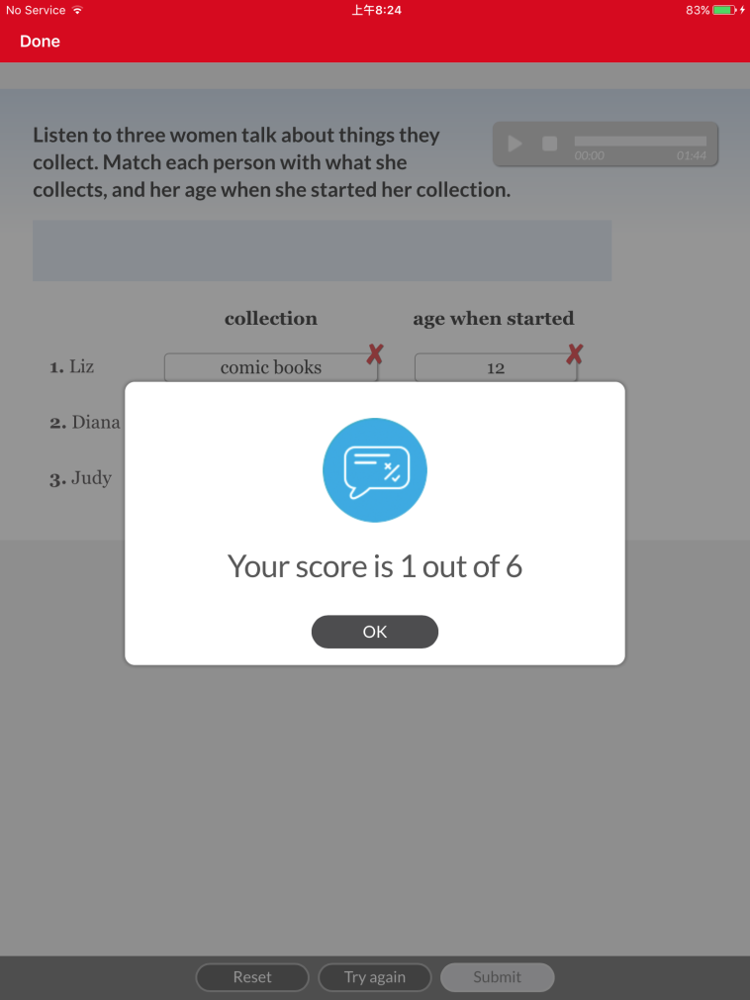 No Service 上午8:24 83%
Done
Listen to three women talk about things they
collect. Match each person with what she
collects, and her age when she started her collection.
00:00 01:44
collection age when started
1. Liz comic books 12
2. Diana
3. Judy
Your score is 1 out of 6
OK
Reset Try again Submit